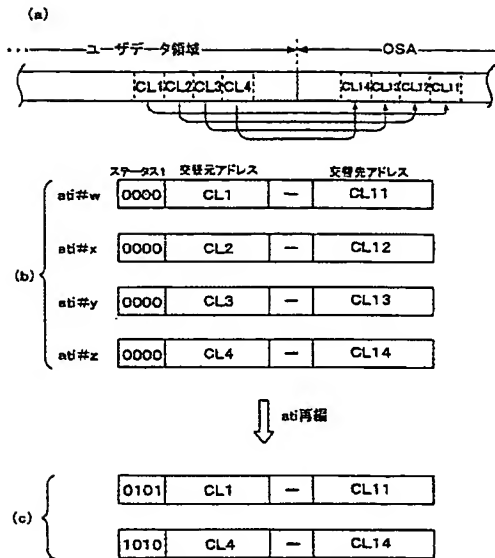 (a)
… ユーザデータ領域 OSA
CL1 CL2 CL3 CL4 CL14 CL13 CL12 CL11
ステータス1 交替元アドレス 交替先アドレス
(b)
ati#w 0000 CL1 — CL11
ati#x 0000 CL2 — CL12
ati#y 0000 CL3 — CL13
ati#z 0000 CL4 — CL14
ati再編
(c)
0101 CL1 — CL11
1010 CL4 — CL14